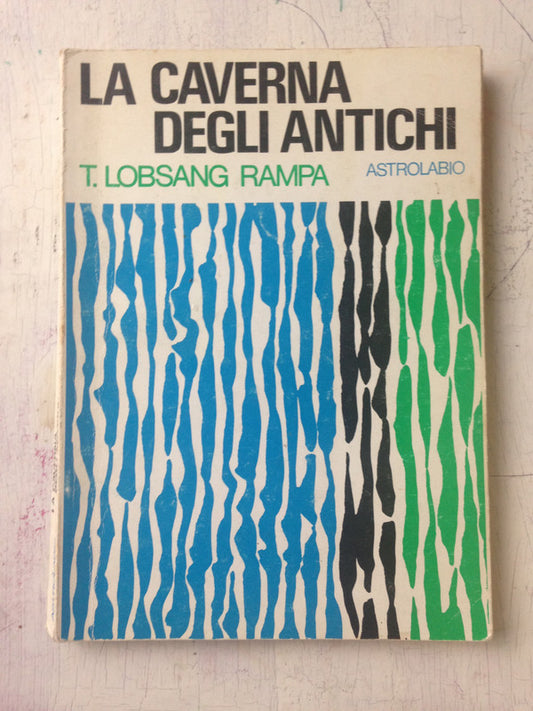 LA CAVERNA
DEGLI ANTICHI
T. LOBSANG RAMPA
ASTROLABIO